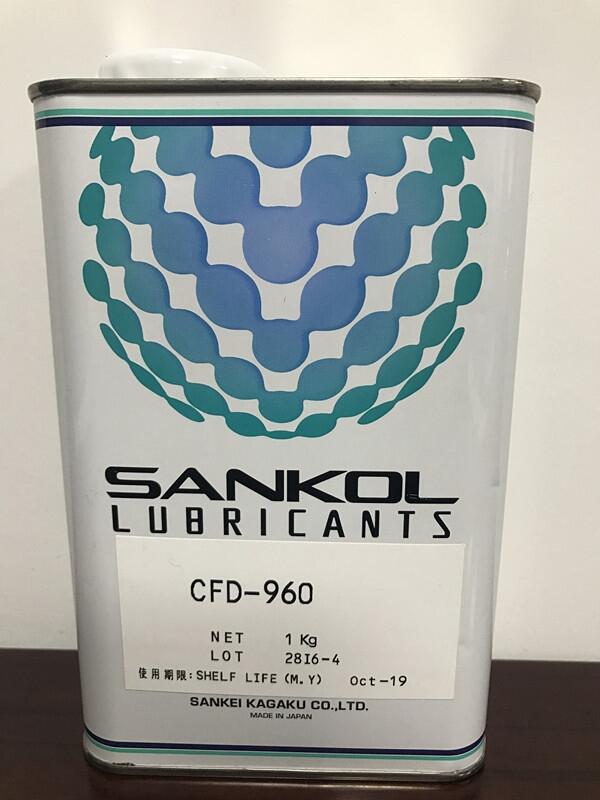 SANKOL
LUBRICANTS
CFD-960
NET 1 Kg
LOT 28I6-4
使用期限: SHELF LIFE (M.Y) Oct-19
SANKEI KAGAKU CO.,LTD.
MADE IN JAPAN